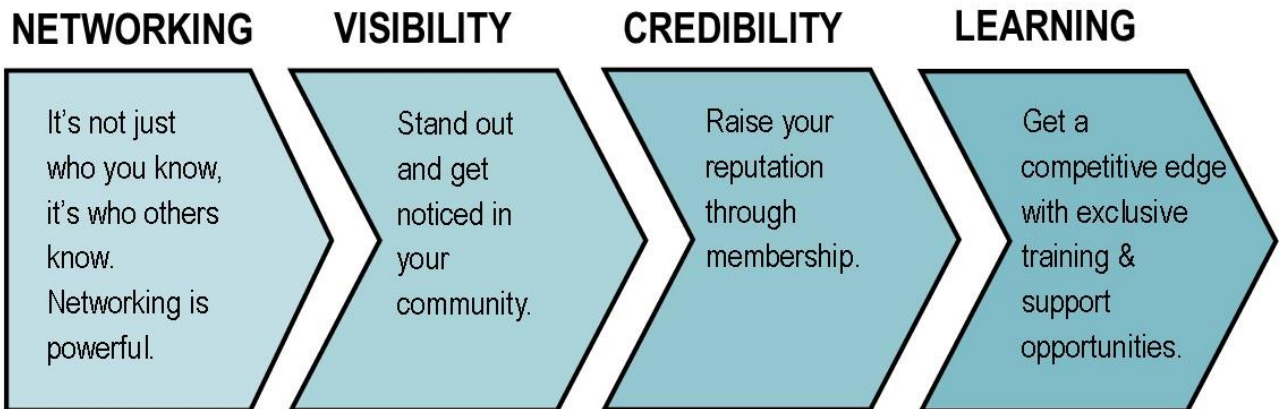 NETWORKING
It's not just
who you know,
it's who others
know.
Networking is
powerful.
VISIBILITY
Stand out
and get
noticed in
your
community.
CREDIBILITY
Raise your
reputation
through
membership.
LEARNING
Get a
competitive edge
with exclusive
training &
support
opportunities.